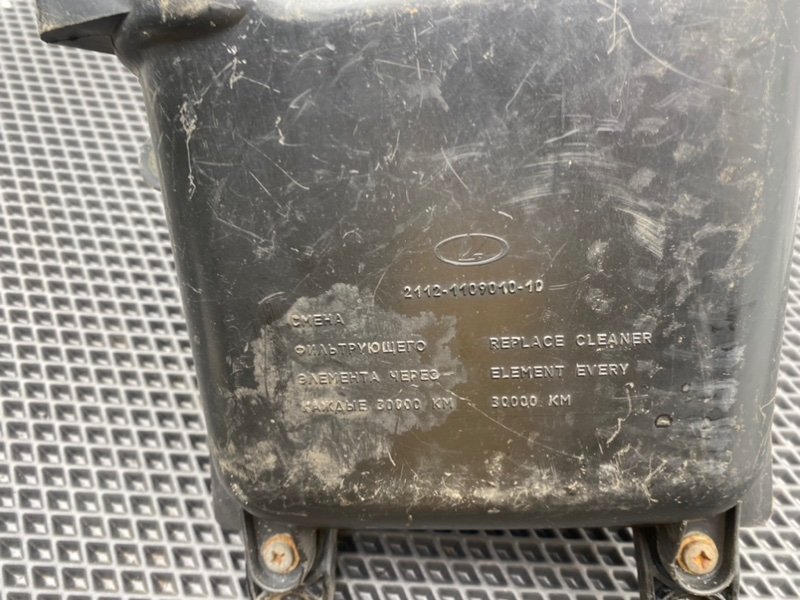 2112-1109010-10
СМЕНА
ФИЛЬТРУЮЩЕГО
ЭЛЕМЕНТА ЧЕРЕЗ
КАЖДЫЕ 30000 КМ
REPLACE CLEANER
ELEMENT EVERY
30000 KM